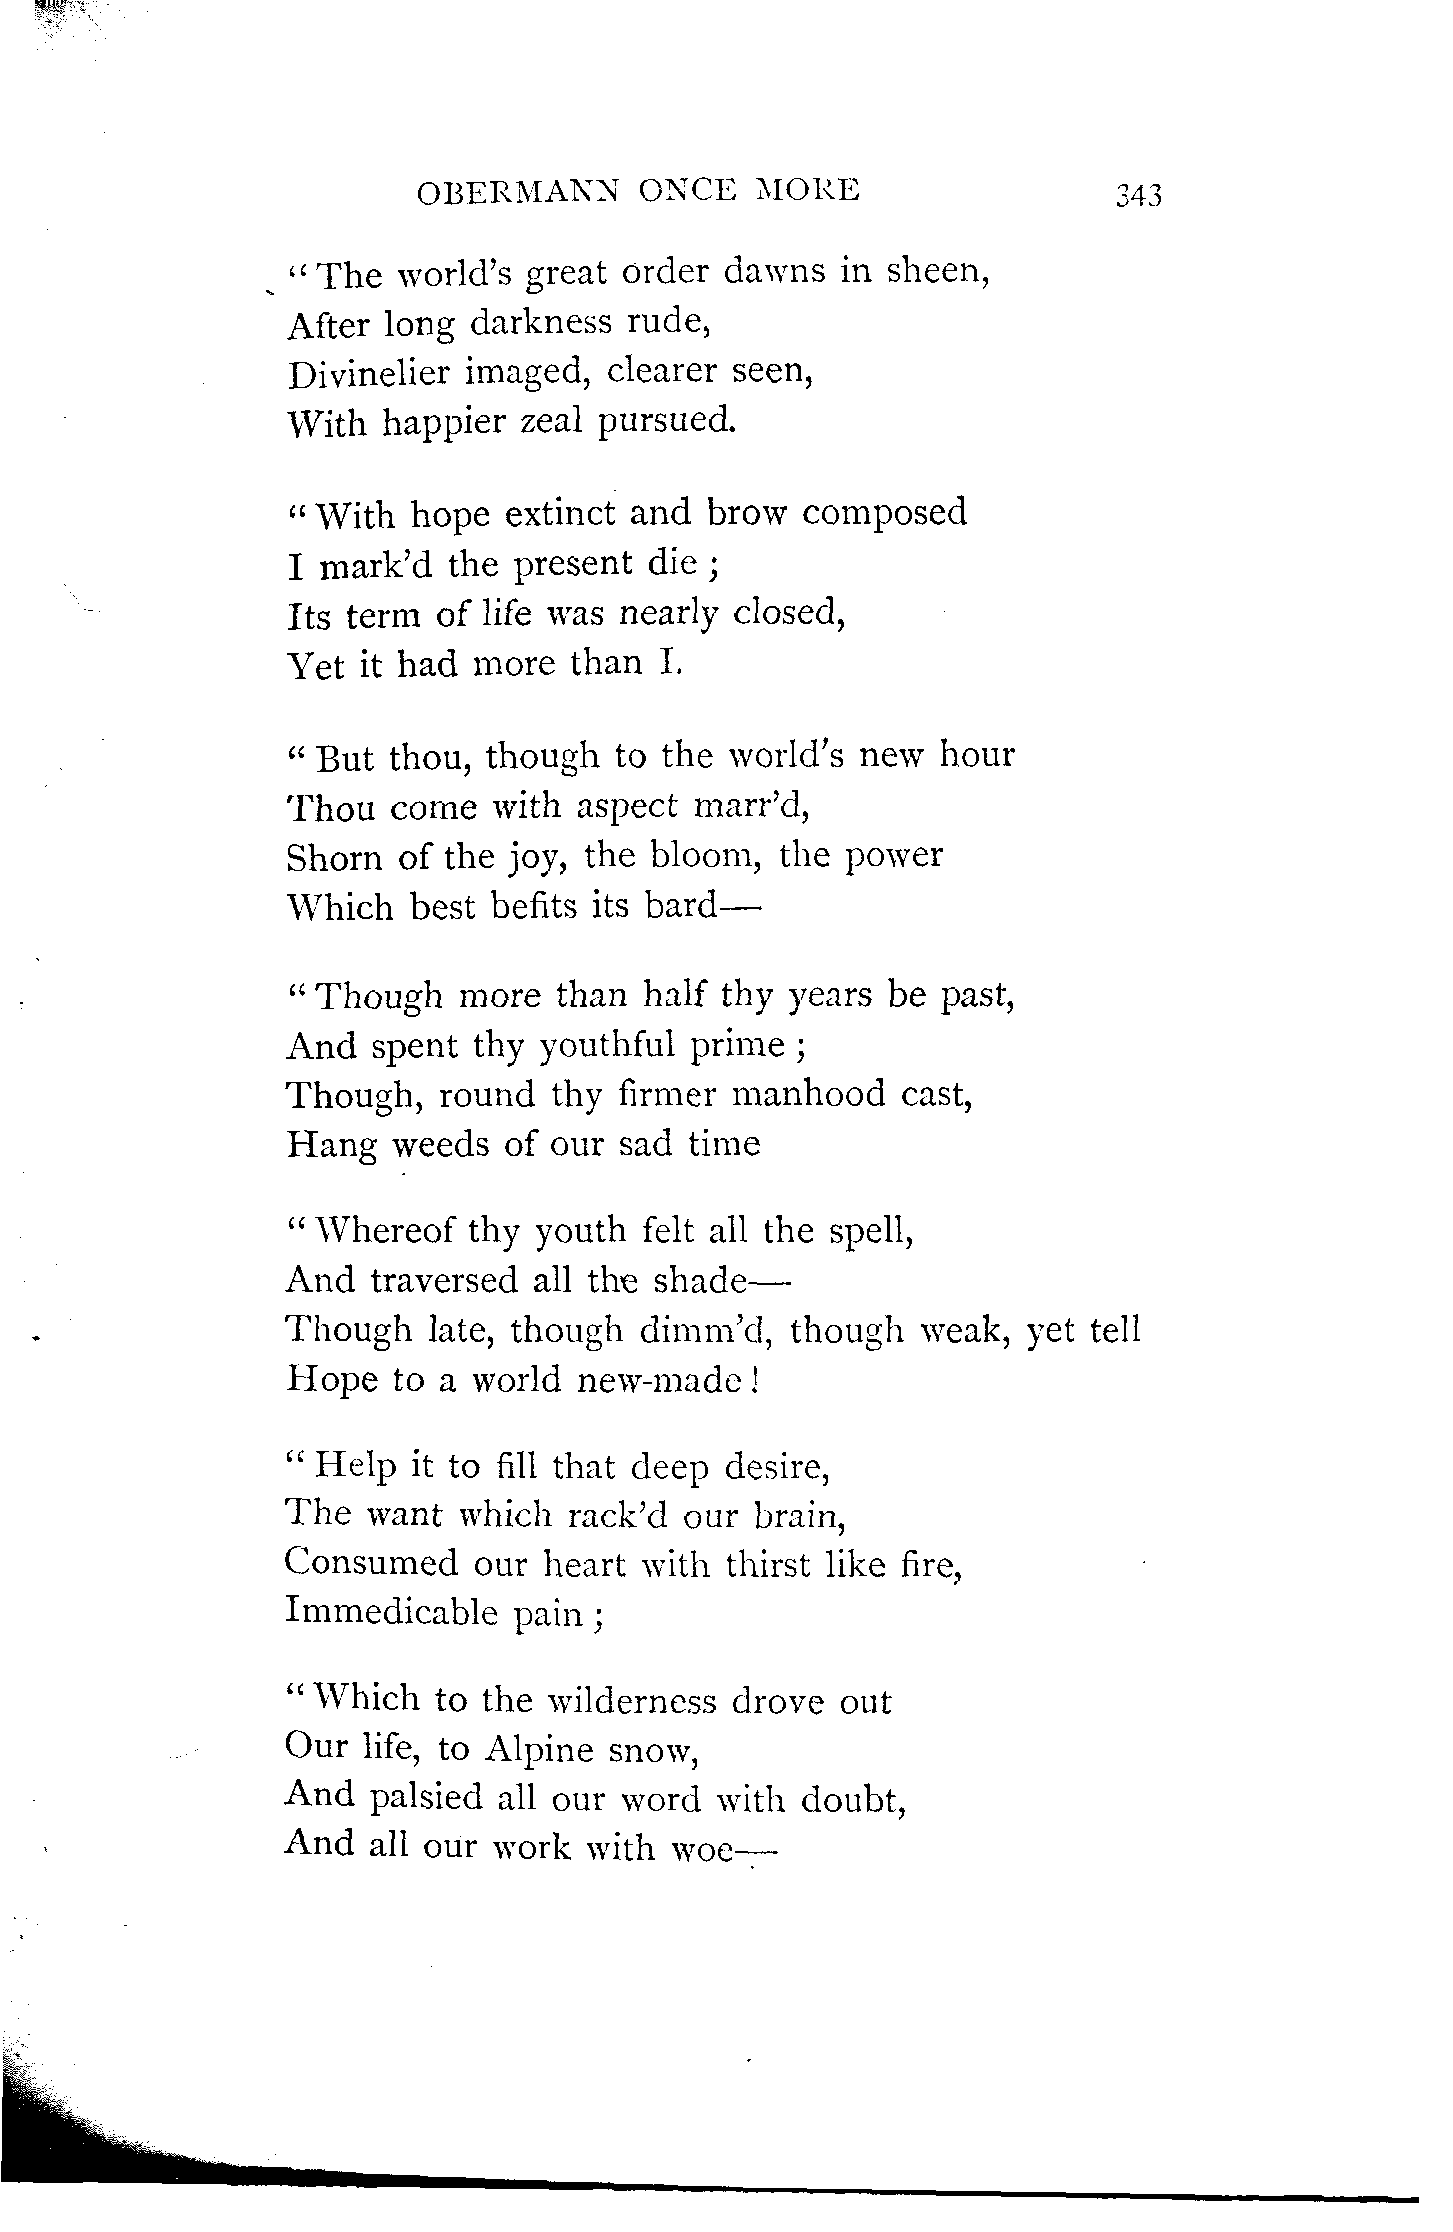 OBERMANN ONCE MORE 343
“The world’s great order dawns in sheen,
After long darkness rude,
Divinelier imaged, clearer seen,
With happier zeal pursued.
“With hope extinct and brow composed
I mark’d the present die ;
Its term of life was nearly closed,
Yet it had more than I.
“But thou, though to the world’s new hour
Thou come with aspect marr’d,
Shorn of the joy, the bloom, the power
Which best befits its bard—
“Though more than half thy years be past,
And spent thy youthful prime ;
Though, round thy firmer manhood cast,
Hang weeds of our sad time
“Whereof thy youth felt all the spell,
And traversed all the shade—
Though late, though dimm’d, though weak, yet tell
Hope to a world new-made !
“Help it to fill that deep desire,
The want which rack’d our brain,
Consumed our heart with thirst like fire,
Immedicable pain ;
“Which to the wilderness drove out
Our life, to Alpine snow,
And palsied all our word with doubt,
And all our work with woe—